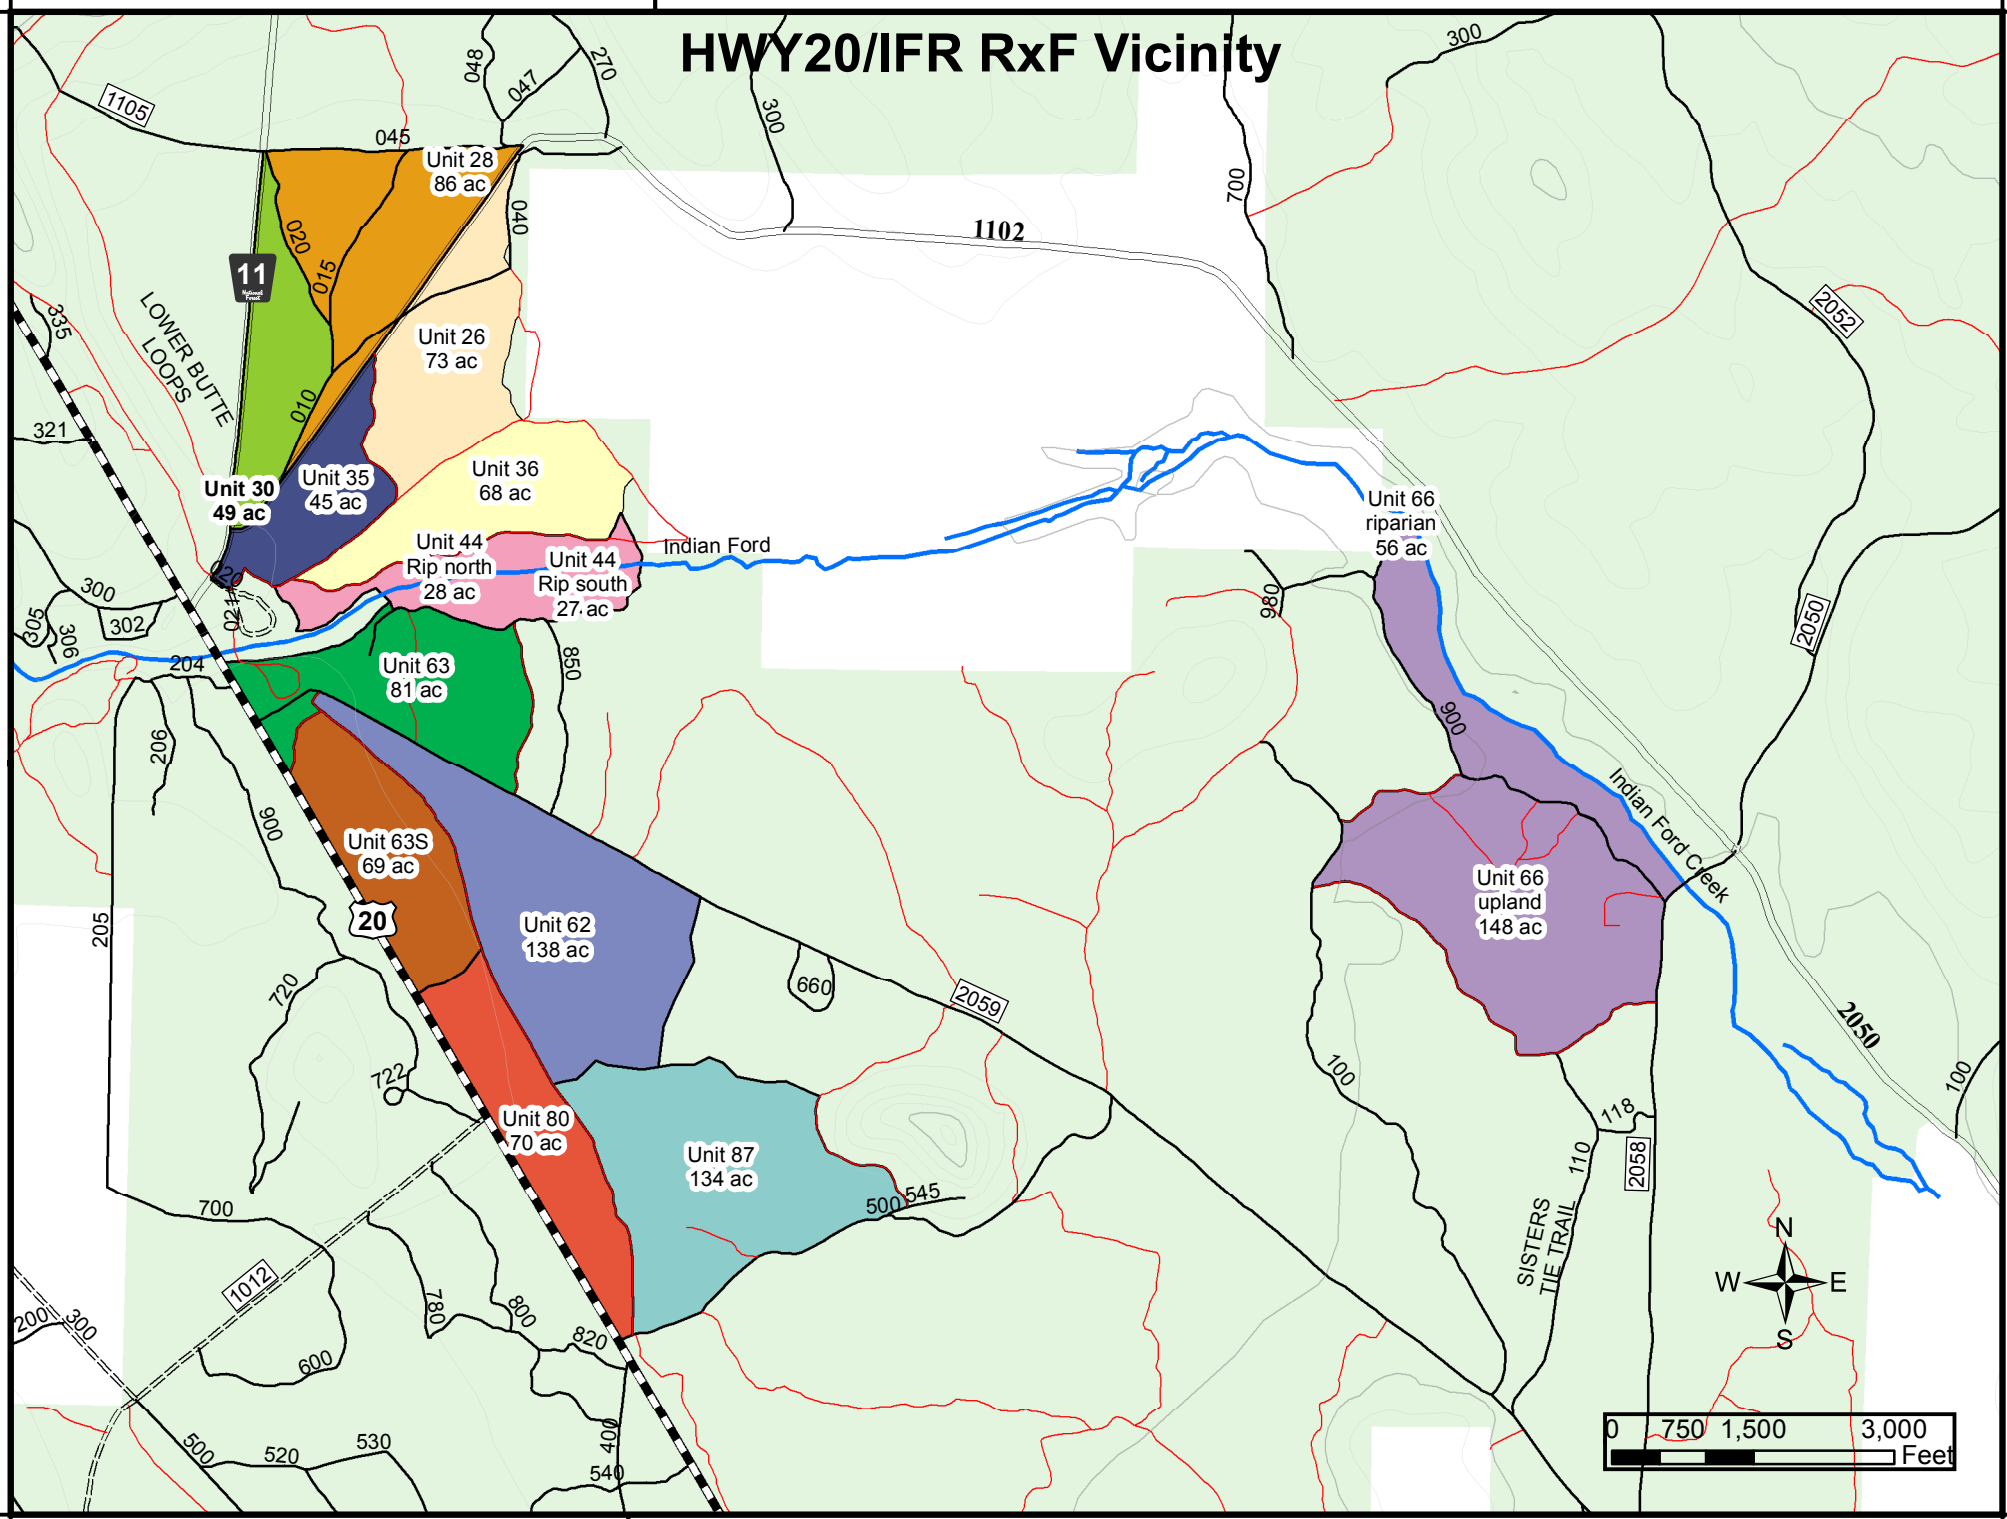 HWY20/IFR RxF Vicinity
300
048
270
047
1105
045
300
Unit 28
86 ac
700
040
1102
020
015
11
National
Forest
335
LOWER BUTTE
LOOPS
2052
Unit 26
73 ac
010
321
Unit 36
68 ac
Unit 35
45 ac
Unit 30
49 ac
Unit 66
riparian
56 ac
Unit 44
Rip north
28 ac
Indian Ford
Unit 44
Rip south
27 ac
020
021
300
305
302
306
980
2050
204
Unit 63
81 ac
850
206
900
900
Indian Ford Creek
Unit 63S
69 ac
Unit 66
upland
148 ac
205
20
Unit 62
138 ac
720
660
2059
2050
722
100
100
118
Unit 80
70 ac
Unit 87
134 ac
110
2058
500
545
700
SISTERS
TIE TRAIL
N
W
E
S
1012
780
800
820
200
300
600
0 750 1,500 3,000
Feet
500
520
530
400
540